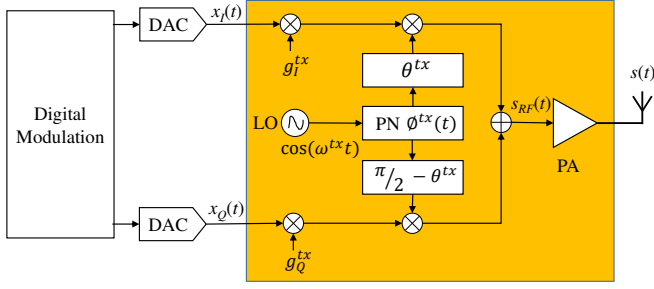 DAC
x_I(t)
g_I^{tx}
θ^{tx}
s(t)
Digital
Modulation
LO
PN ∅^{tx}(t)
s_{RF}(t)
cos(ω^{tx}t)
PA
π/2 − θ^{tx}
DAC
x_Q(t)
g_Q^{tx}